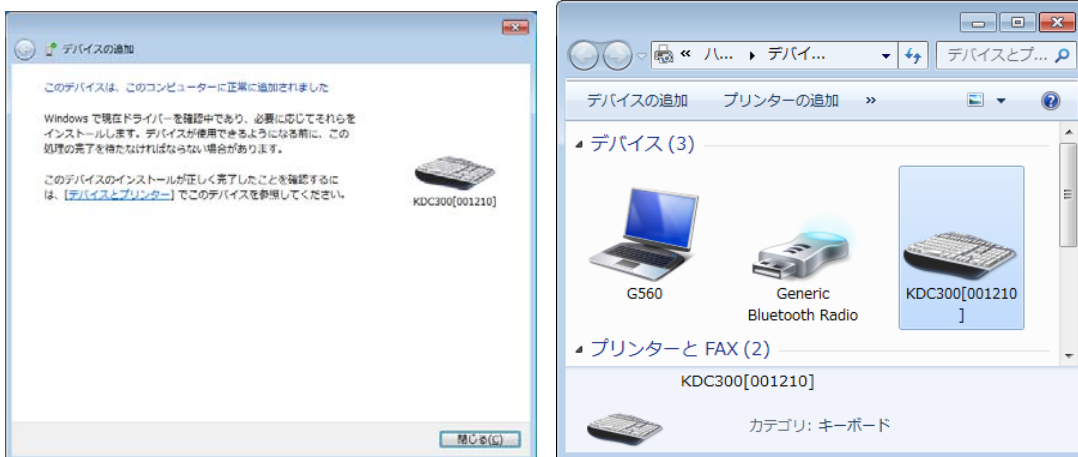 デバイスの追加
このデバイスは、このコンピューターに正常に追加されました
Windows で現在ドライバーを確認中であり、必要に応じてそれらを
インストールします。デバイスが使用できるようになる前に、この
処理の完了を待たなければならない場合があります。
このデバイスのインストールが正しく完了したことを確認するに
は、[デバイスとプリンター] でこのデバイスを参照してください。
KDC300[001210]
閉じる(C)
« ハ... ▸ デバイ...
デバイスとプ...
デバイスの追加 プリンターの追加 »
デバイス (3)
G560
Generic
Bluetooth Radio
KDC300[001210
]
プリンターと FAX (2)
KDC300[001210]
カテゴリ: キーボード